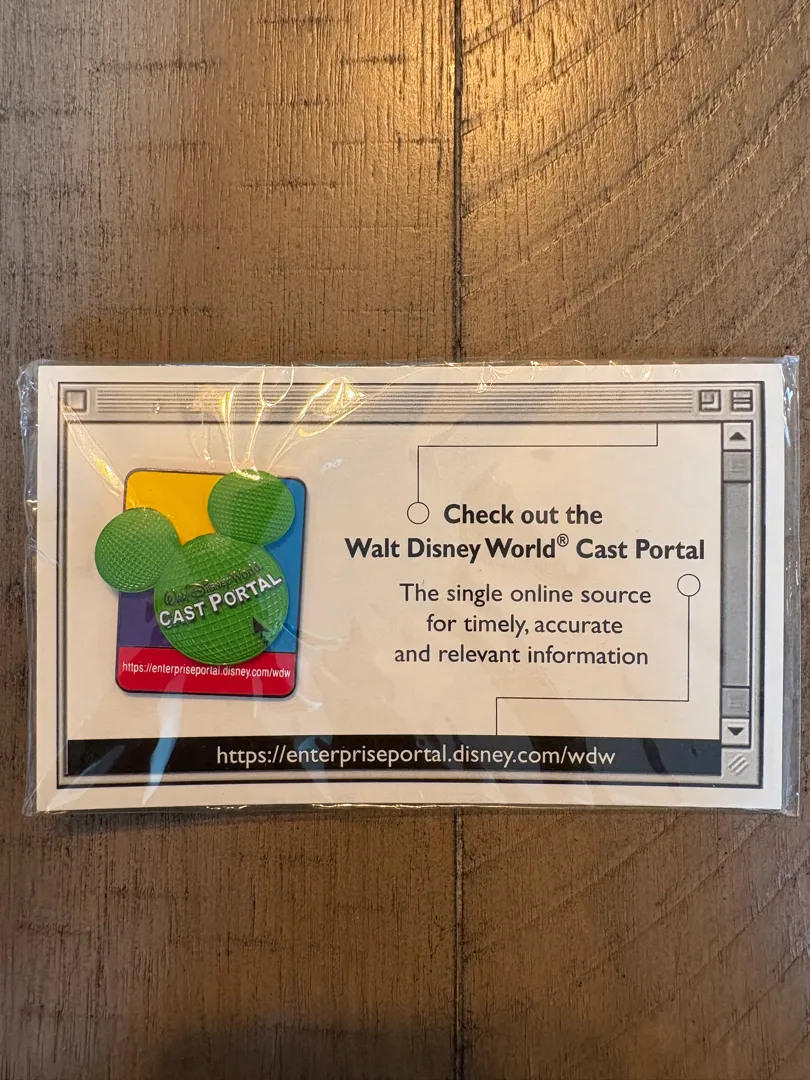 Walt Disney World
CAST PORTAL
https://enterpriseportal.disney.com/wdw
Check out the
Walt Disney World® Cast Portal
The single online source
for timely, accurate
and relevant information
https://enterpriseportal.disney.com/wdw